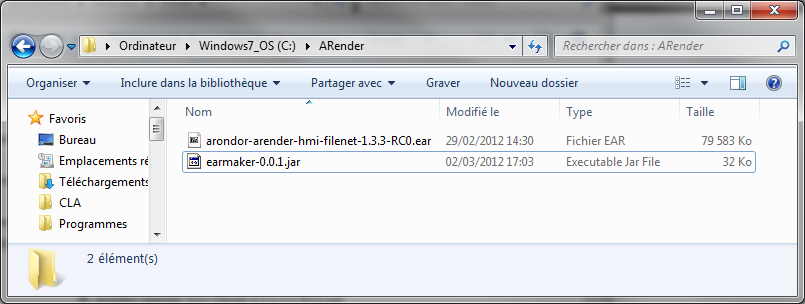 Ordinateur Windows7_OS (C:) ARender
Rechercher dans : ARender
Organiser Inclure dans la bibliothèque Partager avec Graver Nouveau dossier
Favoris
Bureau
Emplacements ré
Téléchargements
CLA
Programmes
Nom Modifié le Type Taille
arondor-arender-hmi-filenet-1.3.3-RC0.ear 29/02/2012 14:30 Fichier EAR 79 583 Ko
earmaker-0.0.1.jar 02/03/2012 17:03 Executable Jar File 32 Ko
2 élément(s)